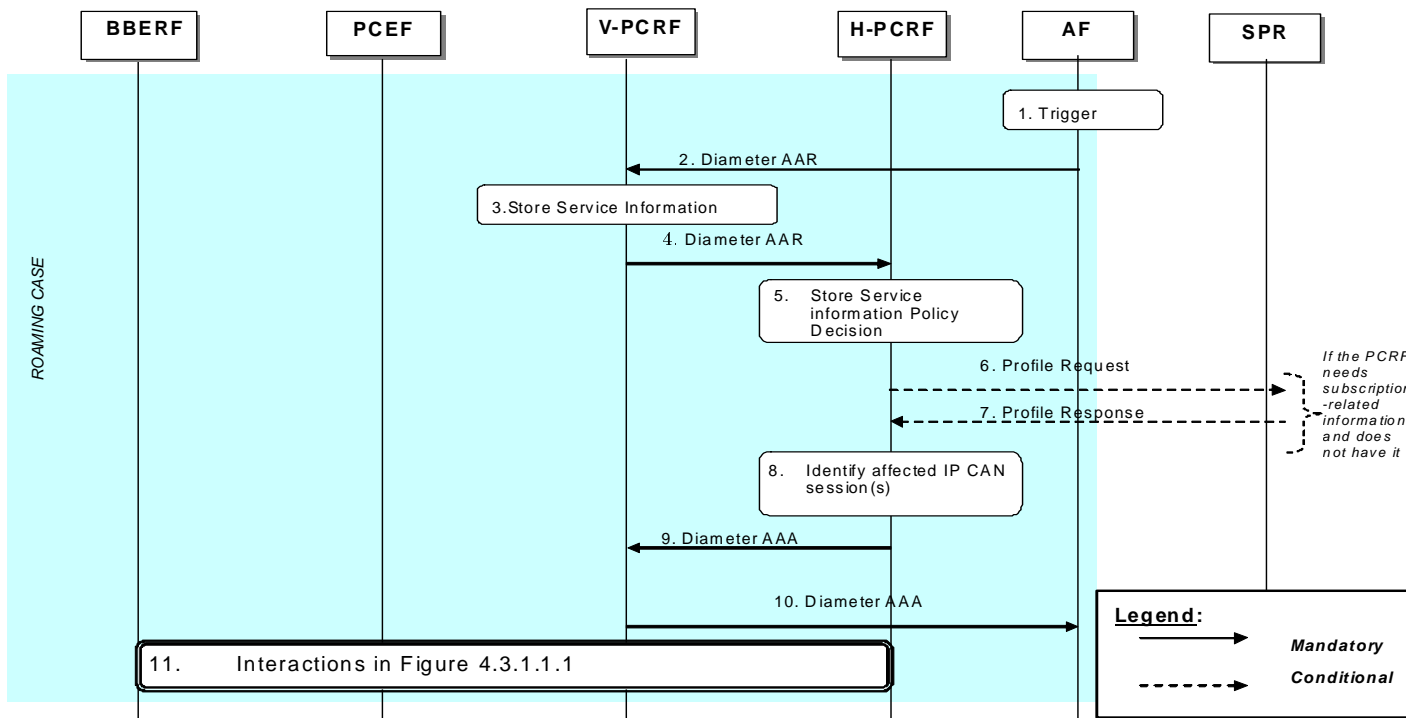 BBERF
PCEF
V-PCRF
H-PCRF
AF
SPR
1. Trigger
2. Diameter AAR
3.Store Service Information
4. Diameter AAR
ROAMING CASE
5. Store Service
information Policy
Decision
6. Profile Request
7. Profile Response
If the PCRF
needs
subscription
-related
information
and does
not have it
8. Identify affected IP CAN
session(s)
9. Diameter AAA
10. Diameter AAA
11. Interactions in Figure 4.3.1.1.1
Legend:
Mandatory
Conditional